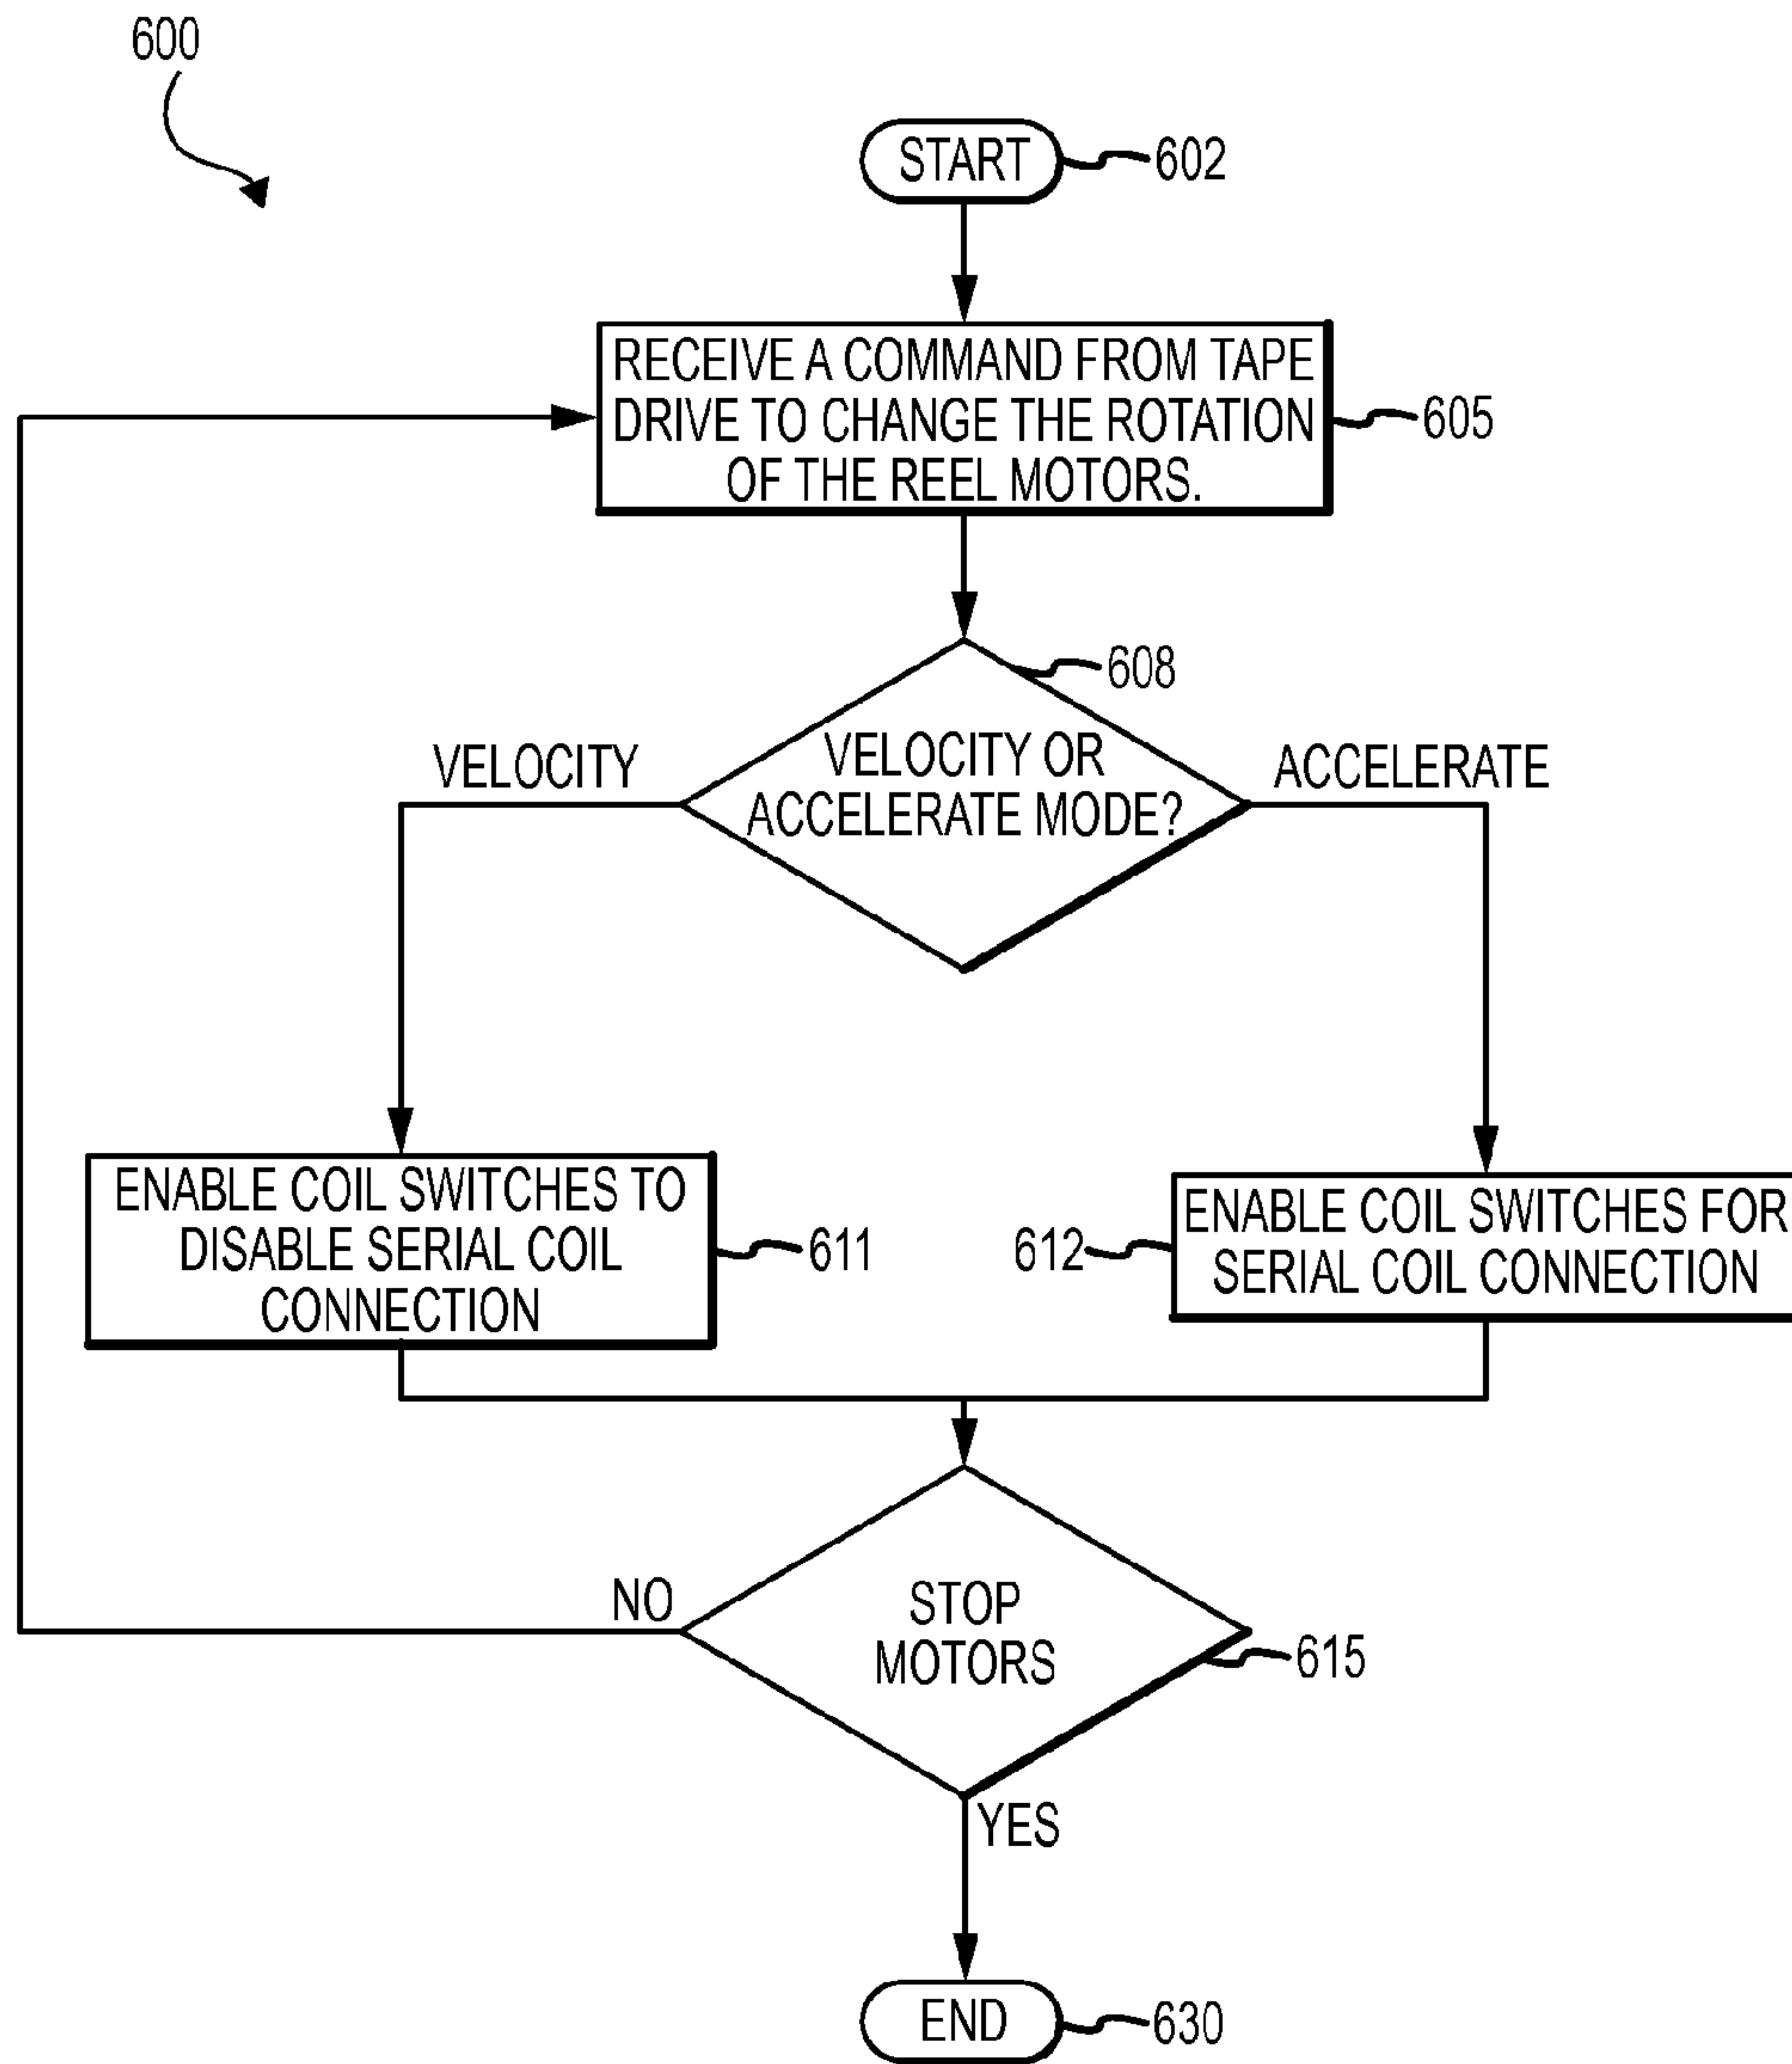 600
START
602
RECEIVE A COMMAND FROM TAPE
DRIVE TO CHANGE THE ROTATION
OF THE REEL MOTORS.
605
608
VELOCITY
VELOCITY OR
ACCELERATE MODE?
ACCELERATE
ENABLE COIL SWITCHES TO
DISABLE SERIAL COIL
CONNECTION
611
612
ENABLE COIL SWITCHES FOR
SERIAL COIL CONNECTION
NO
STOP
MOTORS
615
YES
END
630